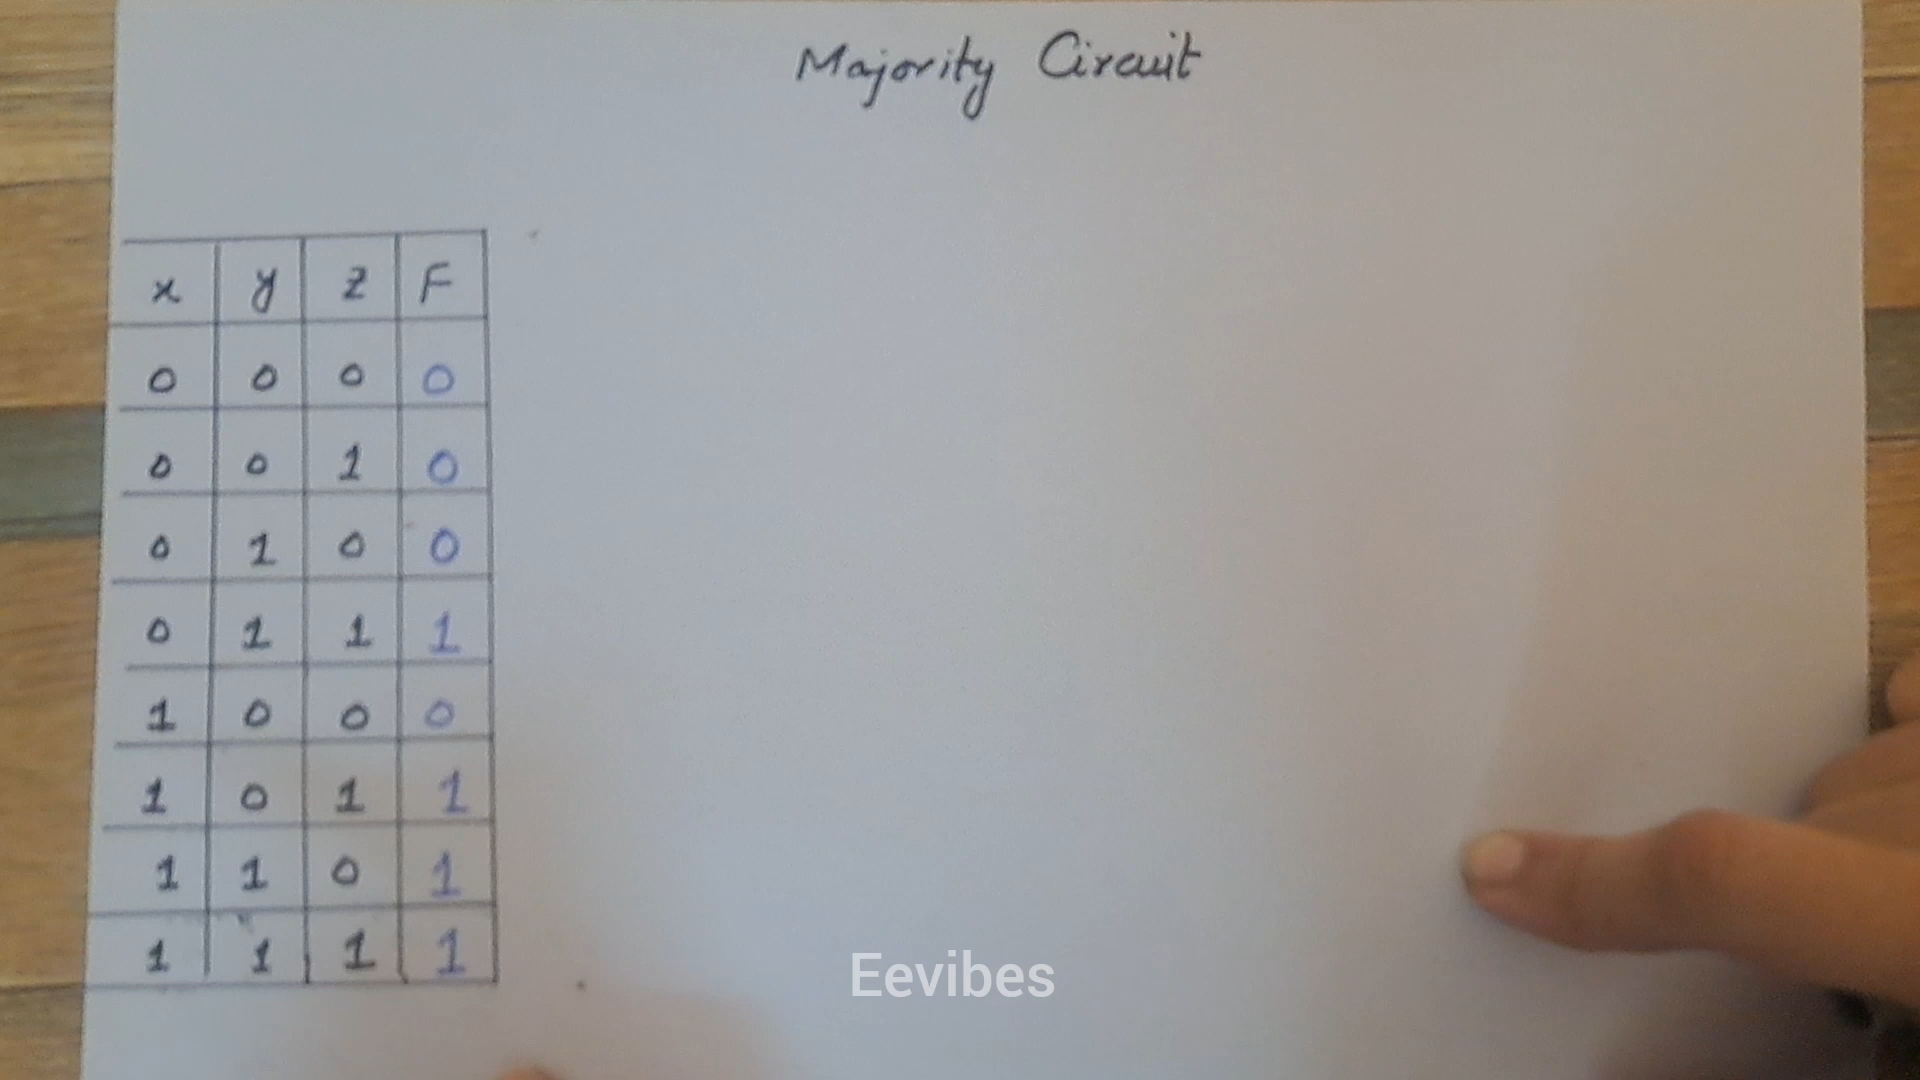 Majority Circuit
x y z F
0 0 0 0
0 0 1 0
0 1 0 0
0 1 1 1
1 0 0 0
1 0 1 1
1 1 0 1
1 1 1 1
Eevibes